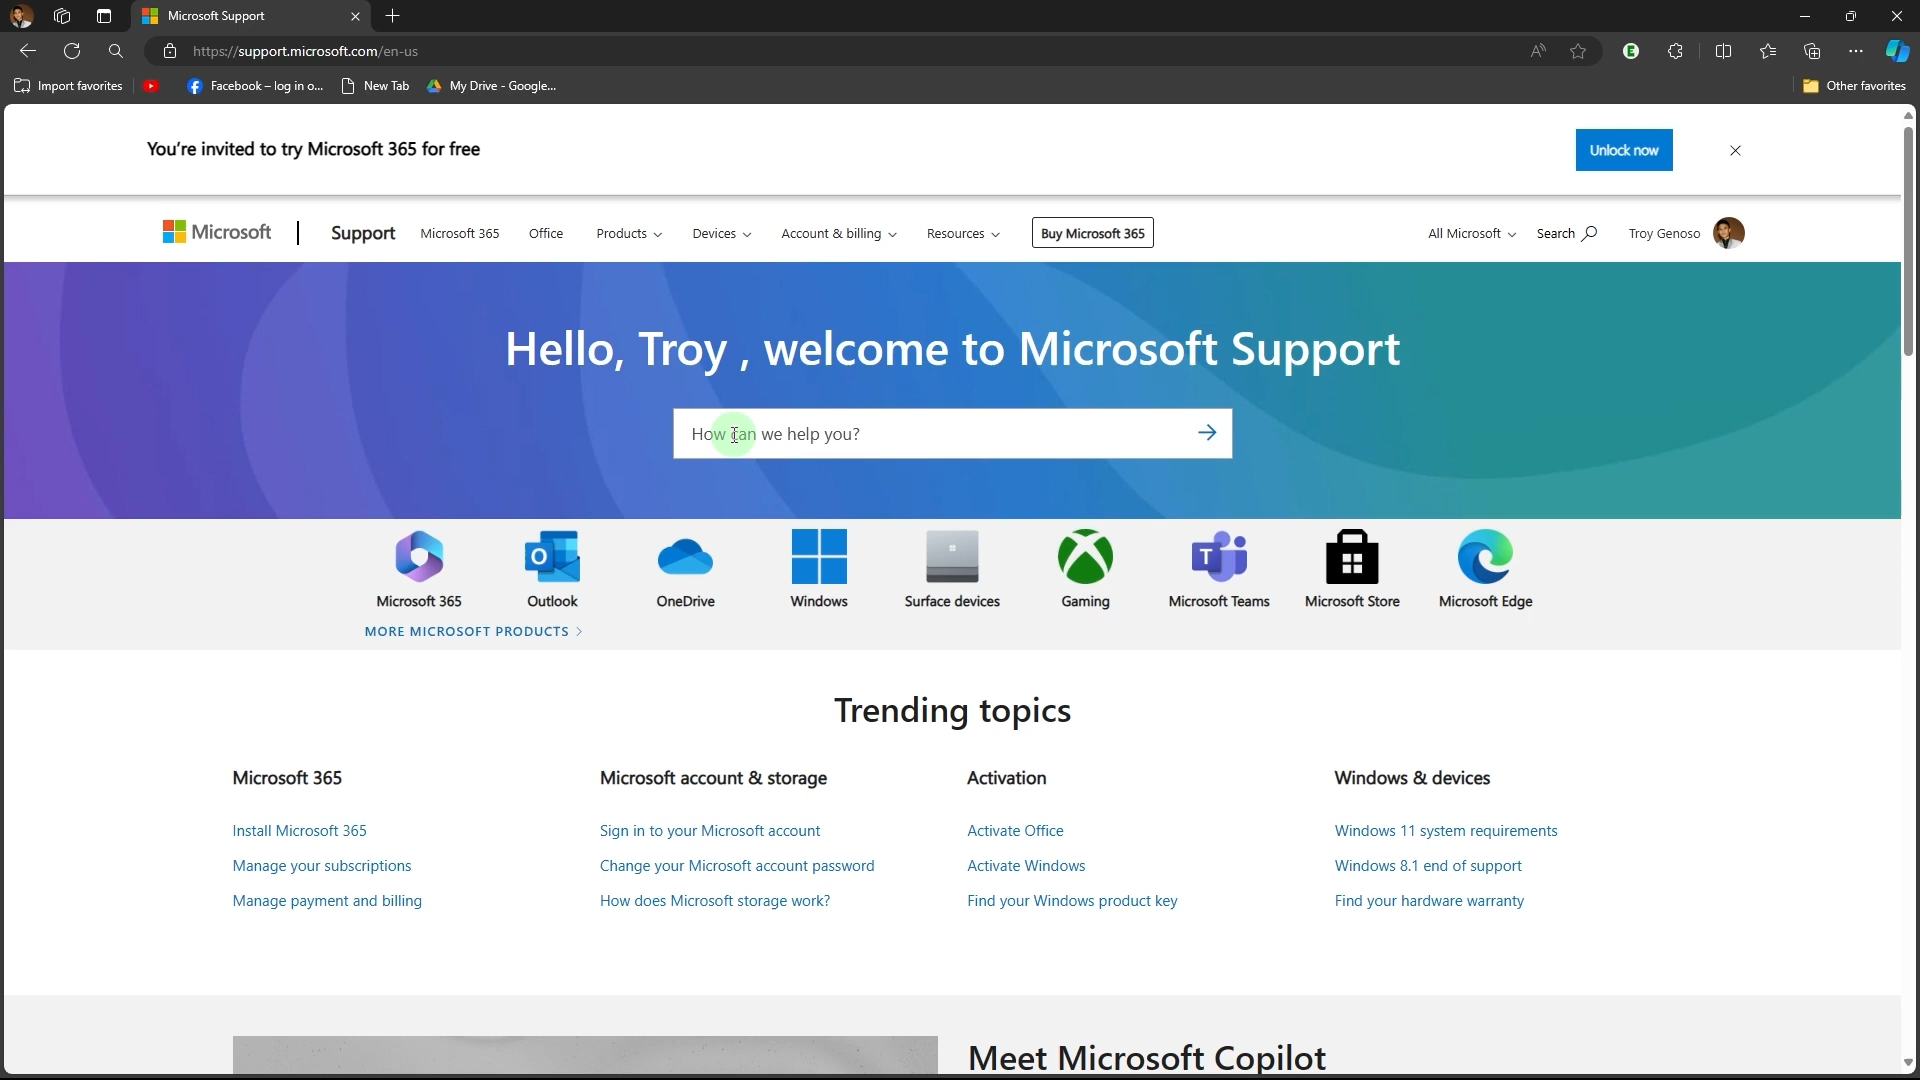 Microsoft Support
https://support.microsoft.com/en-us
Import favorites
Facebook – log in o...
New Tab
My Drive - Google...
Other favorites
You're invited to try Microsoft 365 for free
Unlock now
Microsoft
Support
Microsoft 365
Office
Products
Devices
Account & billing
Resources
Buy Microsoft 365
All Microsoft
Search
Troy Genoso
Hello, Troy , welcome to Microsoft Support
How can we help you?
Microsoft 365
Outlook
OneDrive
Windows
Surface devices
Gaming
Microsoft Teams
Microsoft Store
Microsoft Edge
MORE MICROSOFT PRODUCTS >
Trending topics
Microsoft 365
Install Microsoft 365
Manage your subscriptions
Manage payment and billing
Microsoft account & storage
Sign in to your Microsoft account
Change your Microsoft account password
How does Microsoft storage work?
Activation
Activate Office
Activate Windows
Find your Windows product key
Windows & devices
Windows 11 system requirements
Windows 8.1 end of support
Find your hardware warranty
Meet Microsoft Copilot